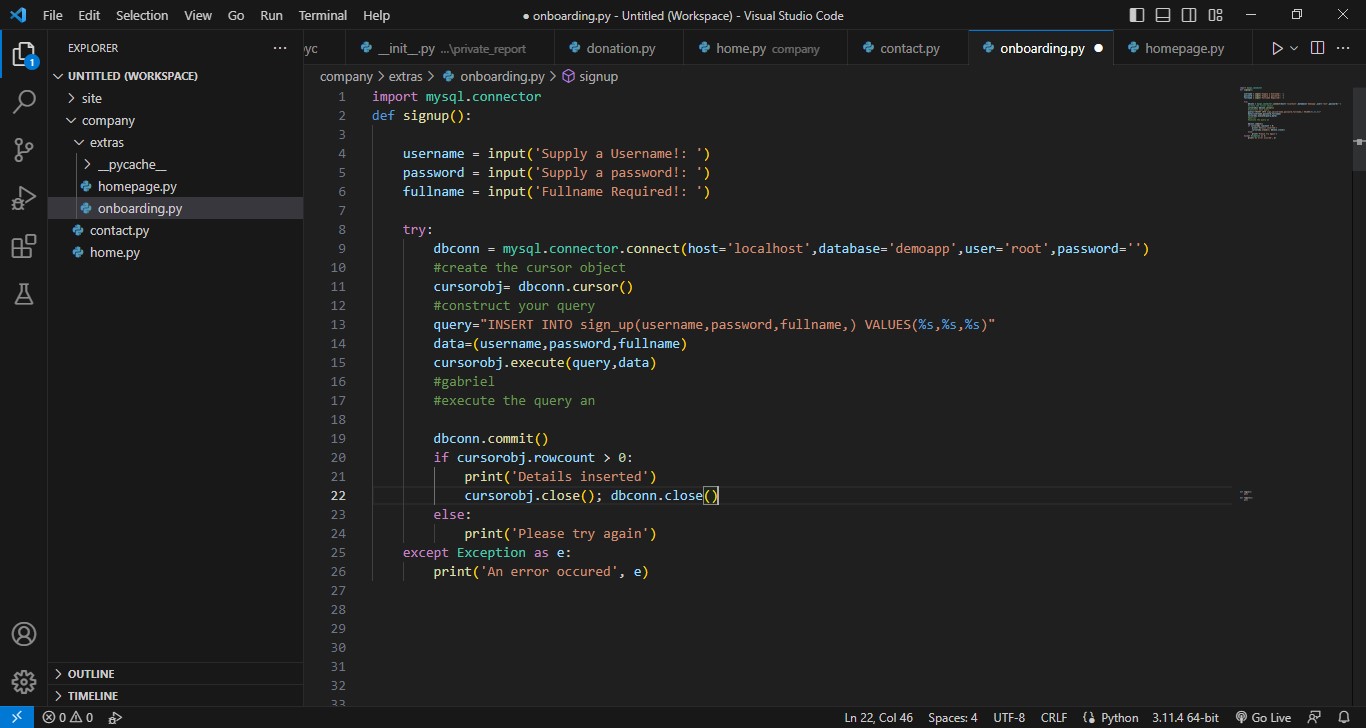 File Edit Selection View Go Run Terminal Help
● onboarding.py - Untitled (Workspace) - Visual Studio Code
EXPLORER ...
1
UNTITLED (WORKSPACE)
site
company
extras
__pycache__
homepage.py
onboarding.py
contact.py
home.py
OUTLINE
TIMELINE
yc
__init__.py ...\private_report
donation.py
home.py company
contact.py
onboarding.py ●
homepage.py
company > extras > onboarding.py > signup
1 import mysql.connector
2 def signup():
3
4 username = input('Supply a Username!: ')
5 password = input('Supply a password!: ')
6 fullname = input('Fullname Required!: ')
7
8 try:
9 dbconn = mysql.connector.connect(host='localhost',database='demoapp',user='root',password='')
10 #create the cursor object
11 cursorobj= dbconn.cursor()
12 #construct your query
13 query="INSERT INTO sign_up(username,password,fullname,) VALUES(%s,%s,%s)"
14 data=(username,password,fullname)
15 cursorobj.execute(query,data)
16 #gabriel
17 #execute the query an
18
19 dbconn.commit()
20 if cursorobj.rowcount > 0:
21 print('Details inserted')
22 cursorobj.close(); dbconn.close()
23 else:
24 print('Please try again')
25 except Exception as e:
26 print('An error occured', e)
27
28
29
30
31
32
33
0 0
Ln 22, Col 46 Spaces: 4 UTF-8 CRLF Python 3.11.4 64-bit Go Live